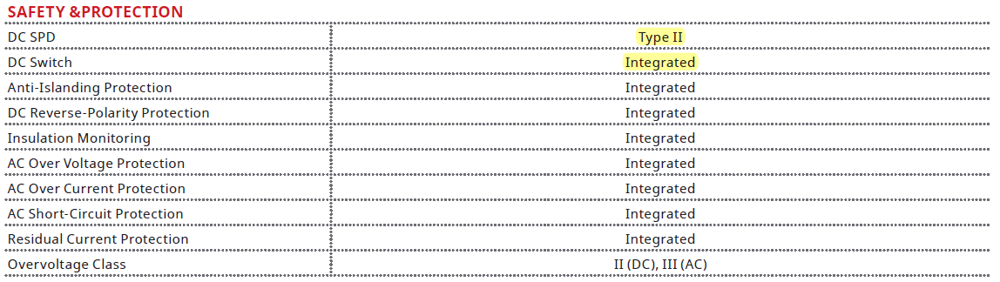 SAFETY &PROTECTION
DC SPD Type II
DC Switch Integrated
Anti-Islanding Protection Integrated
DC Reverse-Polarity Protection Integrated
Insulation Monitoring Integrated
AC Over Voltage Protection Integrated
AC Over Current Protection Integrated
AC Short-Circuit Protection Integrated
Residual Current Protection Integrated
Overvoltage Class II (DC), III (AC)